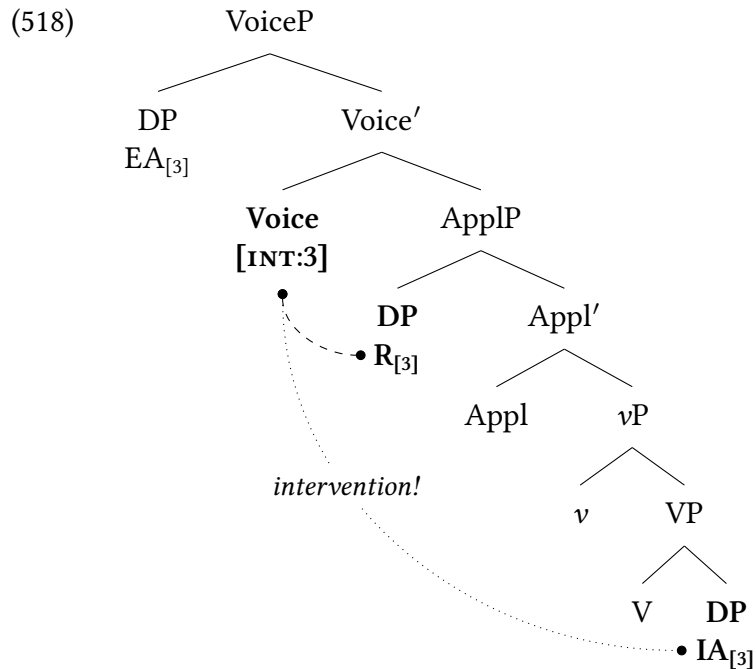 (518) VoiceP
DP Voice′
EA[3]
Voice ApplP
[INT:3]
DP Appl′
R[3]
Appl vP
intervention!
v VP
V DP
IA[3]